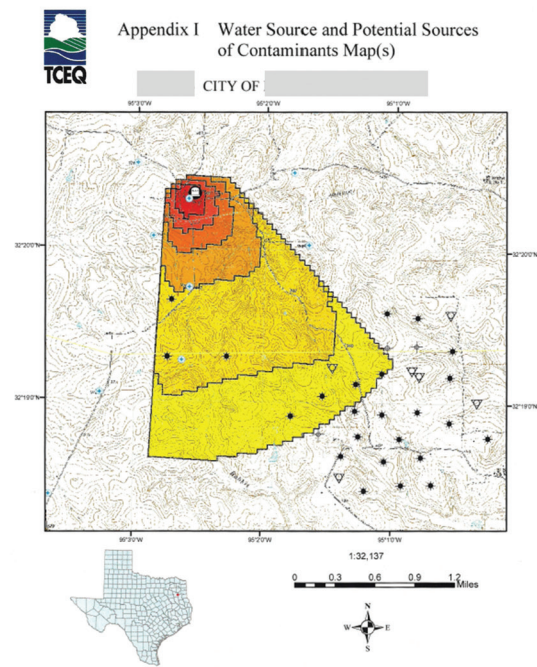 Appendix I Water Source and Potential Sources
of Contaminants Map(s)
TCEQ
CITY OF
95°3'0"W 95°2'0"W 95°1'0"W
32°20'0"N 32°20'0"N
32°19'0"N 32°19'0"N
95°3'0"W 95°2'0"W 95°1'0"W
1:32,137
0 0.3 0.6 0.9 1.2
Miles
N
W E
S